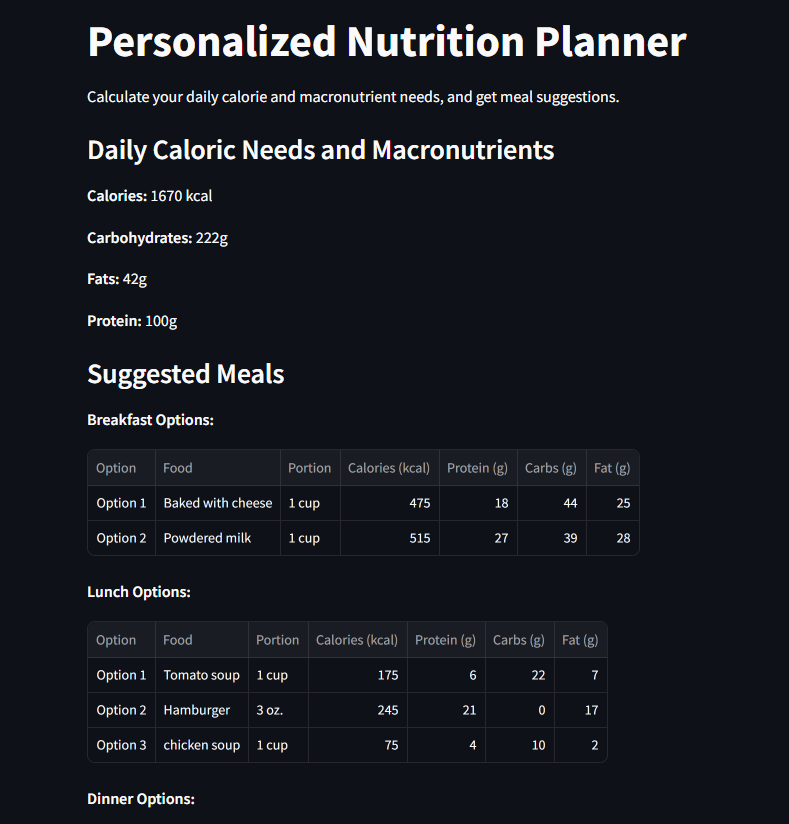 Personalized Nutrition Planner
Calculate your daily calorie and macronutrient needs, and get meal suggestions.
Daily Caloric Needs and Macronutrients
Calories: 1670 kcal
Carbohydrates: 222g
Fats: 42g
Protein: 100g
Suggested Meals
Breakfast Options:
Option Food Portion Calories (kcal) Protein (g) Carbs (g) Fat (g)
Option 1 Baked with cheese 1 cup 475 18 44 25
Option 2 Powdered milk 1 cup 515 27 39 28
Lunch Options:
Option Food Portion Calories (kcal) Protein (g) Carbs (g) Fat (g)
Option 1 Tomato soup 1 cup 175 6 22 7
Option 2 Hamburger 3 oz. 245 21 0 17
Option 3 chicken soup 1 cup 75 4 10 2
Dinner Options: